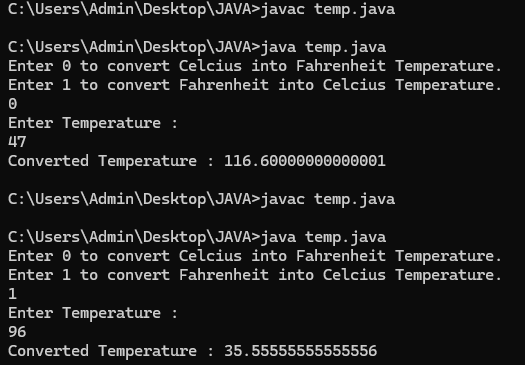 C:\Users\Admin\Desktop\JAVA>javac temp.java
C:\Users\Admin\Desktop\JAVA>java temp.java
Enter 0 to convert Celcius into Fahrenheit Temperature.
Enter 1 to convert Fahrenheit into Celcius Temperature.
0
Enter Temperature :
47
Converted Temperature : 116.60000000000001
C:\Users\Admin\Desktop\JAVA>javac temp.java
C:\Users\Admin\Desktop\JAVA>java temp.java
Enter 0 to convert Celcius into Fahrenheit Temperature.
Enter 1 to convert Fahrenheit into Celcius Temperature.
1
Enter Temperature :
96
Converted Temperature : 35.55555555555556